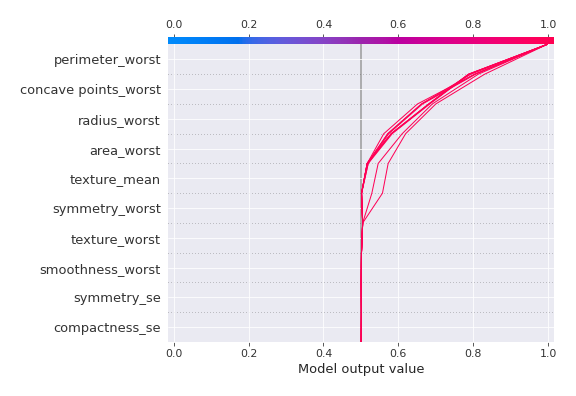 0.0 0.2 0.4 0.6 0.8 1.0
perimeter_worst
concave points_worst
radius_worst
area_worst
texture_mean
symmetry_worst
texture_worst
smoothness_worst
symmetry_se
compactness_se
0.0 0.2 0.4 0.6 0.8 1.0
Model output value